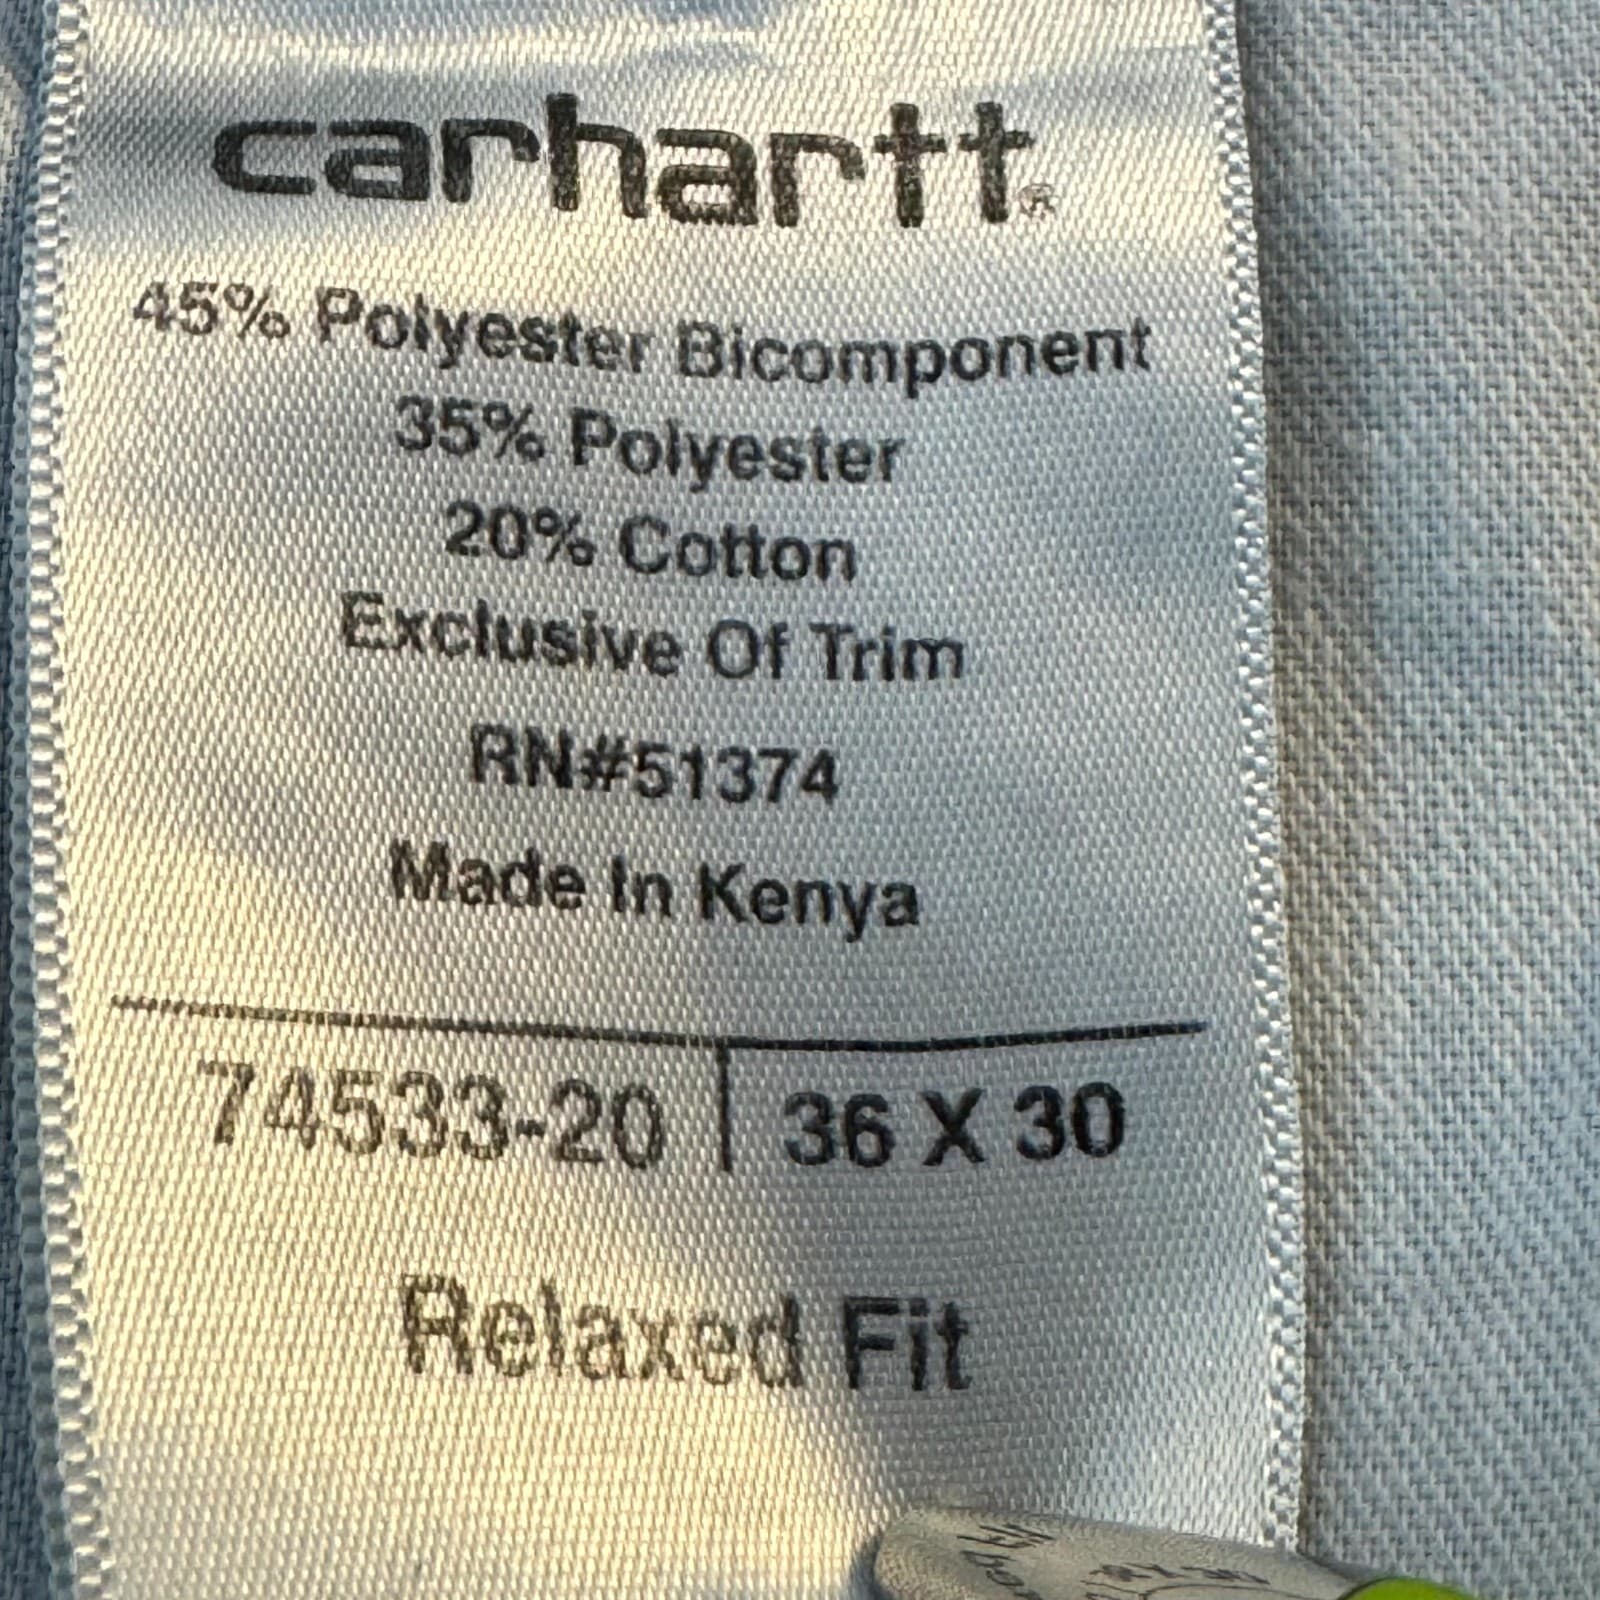 carhartt®
45% Polyester Bicomponent
35% Polyester
20% Cotton
Exclusive Of Trim
RN#51374
Made In Kenya
74533-20 | 36 X 30
Relaxed Fit